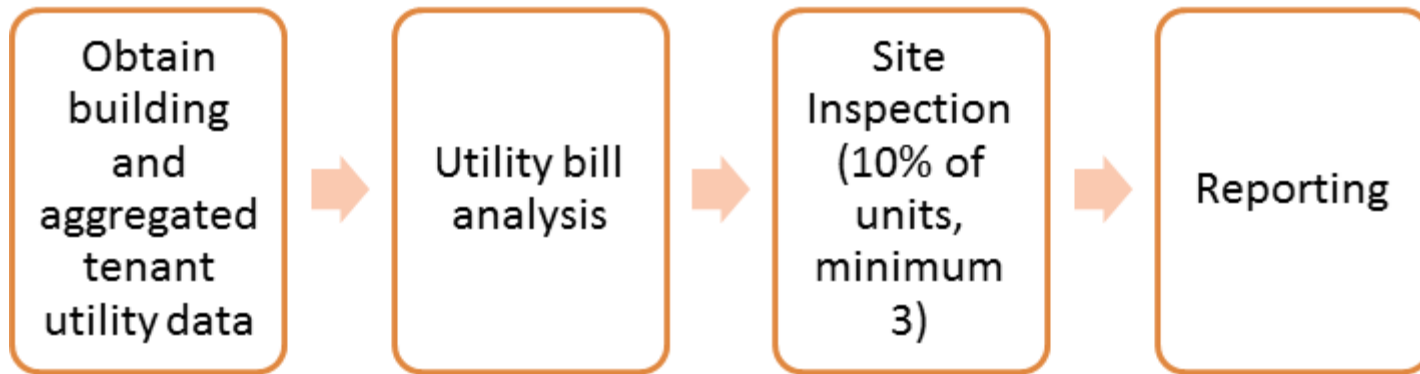 Obtain
building
and
aggregated
tenant
utility data
Utility bill
analysis
Site
Inspection
(10% of
units,
minimum
3)
Reporting